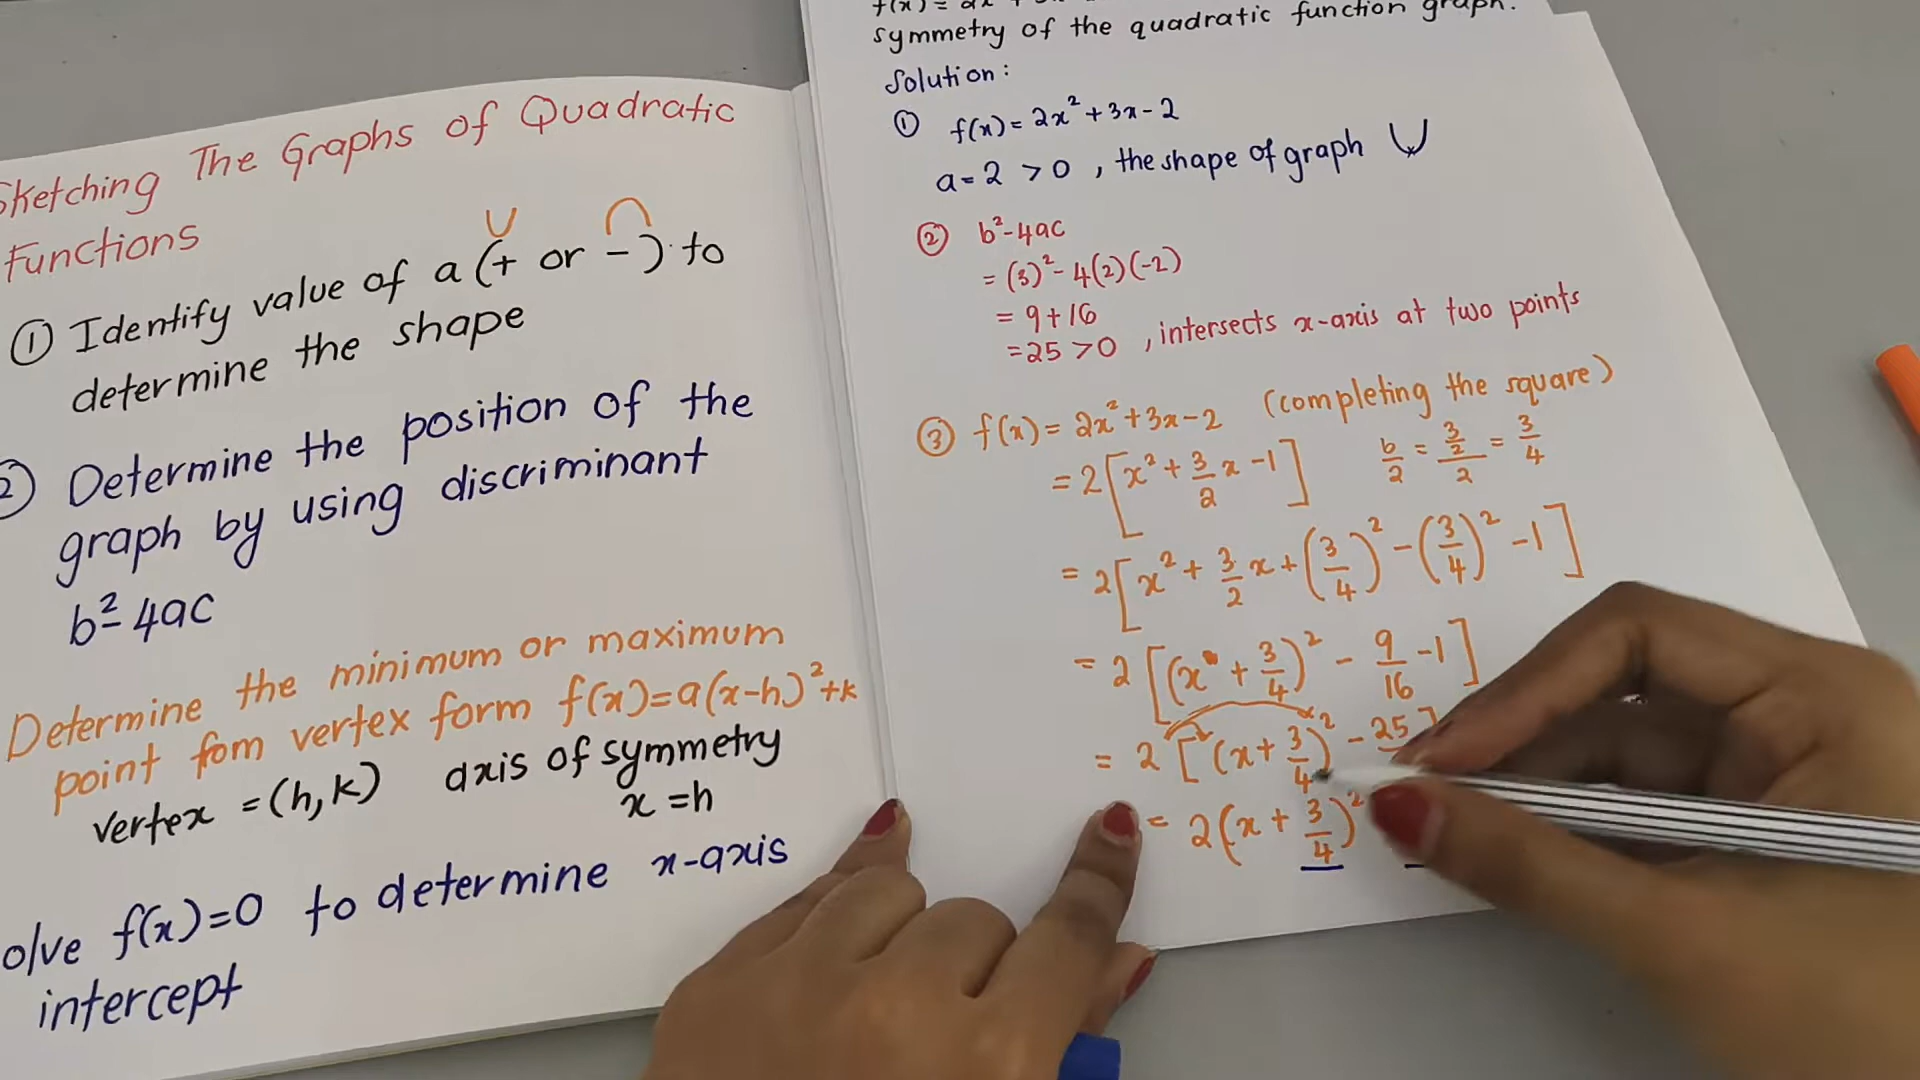 Sketching The Graphs of Quadratic
Functions
① Identify value of a (+ or −) to
determine the shape
② Determine the position of the
graph by using discriminant
b²-4ac
Determine the minimum or maximum
point fom vertex form f(x)=a(x-h)²+k
vertex =(h,k) axis of symmetry
x =h
olve f(x)=0 to determine x-axis
intercept
f(x) = 2x
symmetry of the quadratic function graph.
Solution:
① f(x)= 2x²+3x-2
a=2 >0 , the shape of graph ∪
② b²-4ac
= (3)²-4(2)(-2)
= 9+16
=25 >0 , intersects x-axis at two points
③ f(x)= 2x²+3x-2 (completing the square)
= 2[x²+3/2 x -1] b/2 = (3/2)/2 = 3/4
= 2[x²+3/2 x+(3/4)²-(3/4)²-1]
= 2[(x+3/4)²-9/16-1]
= 2[(x+3/4)²-25]
= 2(x+3/4)²